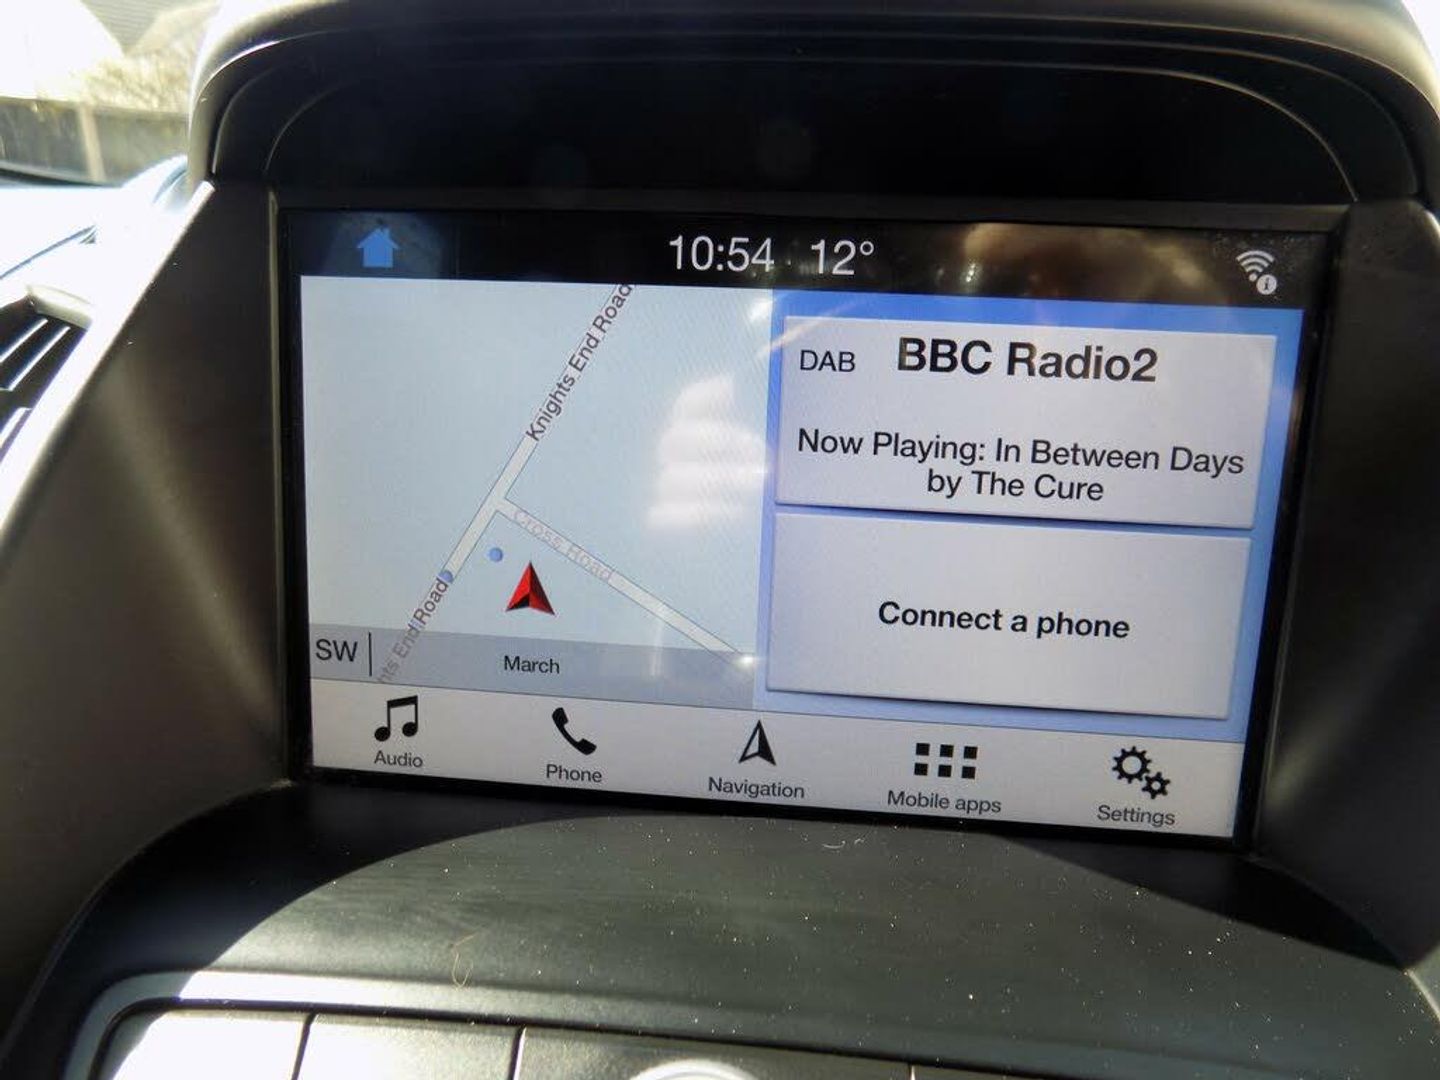 10:54 12°
Knights End Road
Cross Road
hts End Road
SW
March
DAB BBC Radio2
Now Playing: In Between Days
by The Cure
Connect a phone
Audio
Phone
Navigation
Mobile apps
Settings